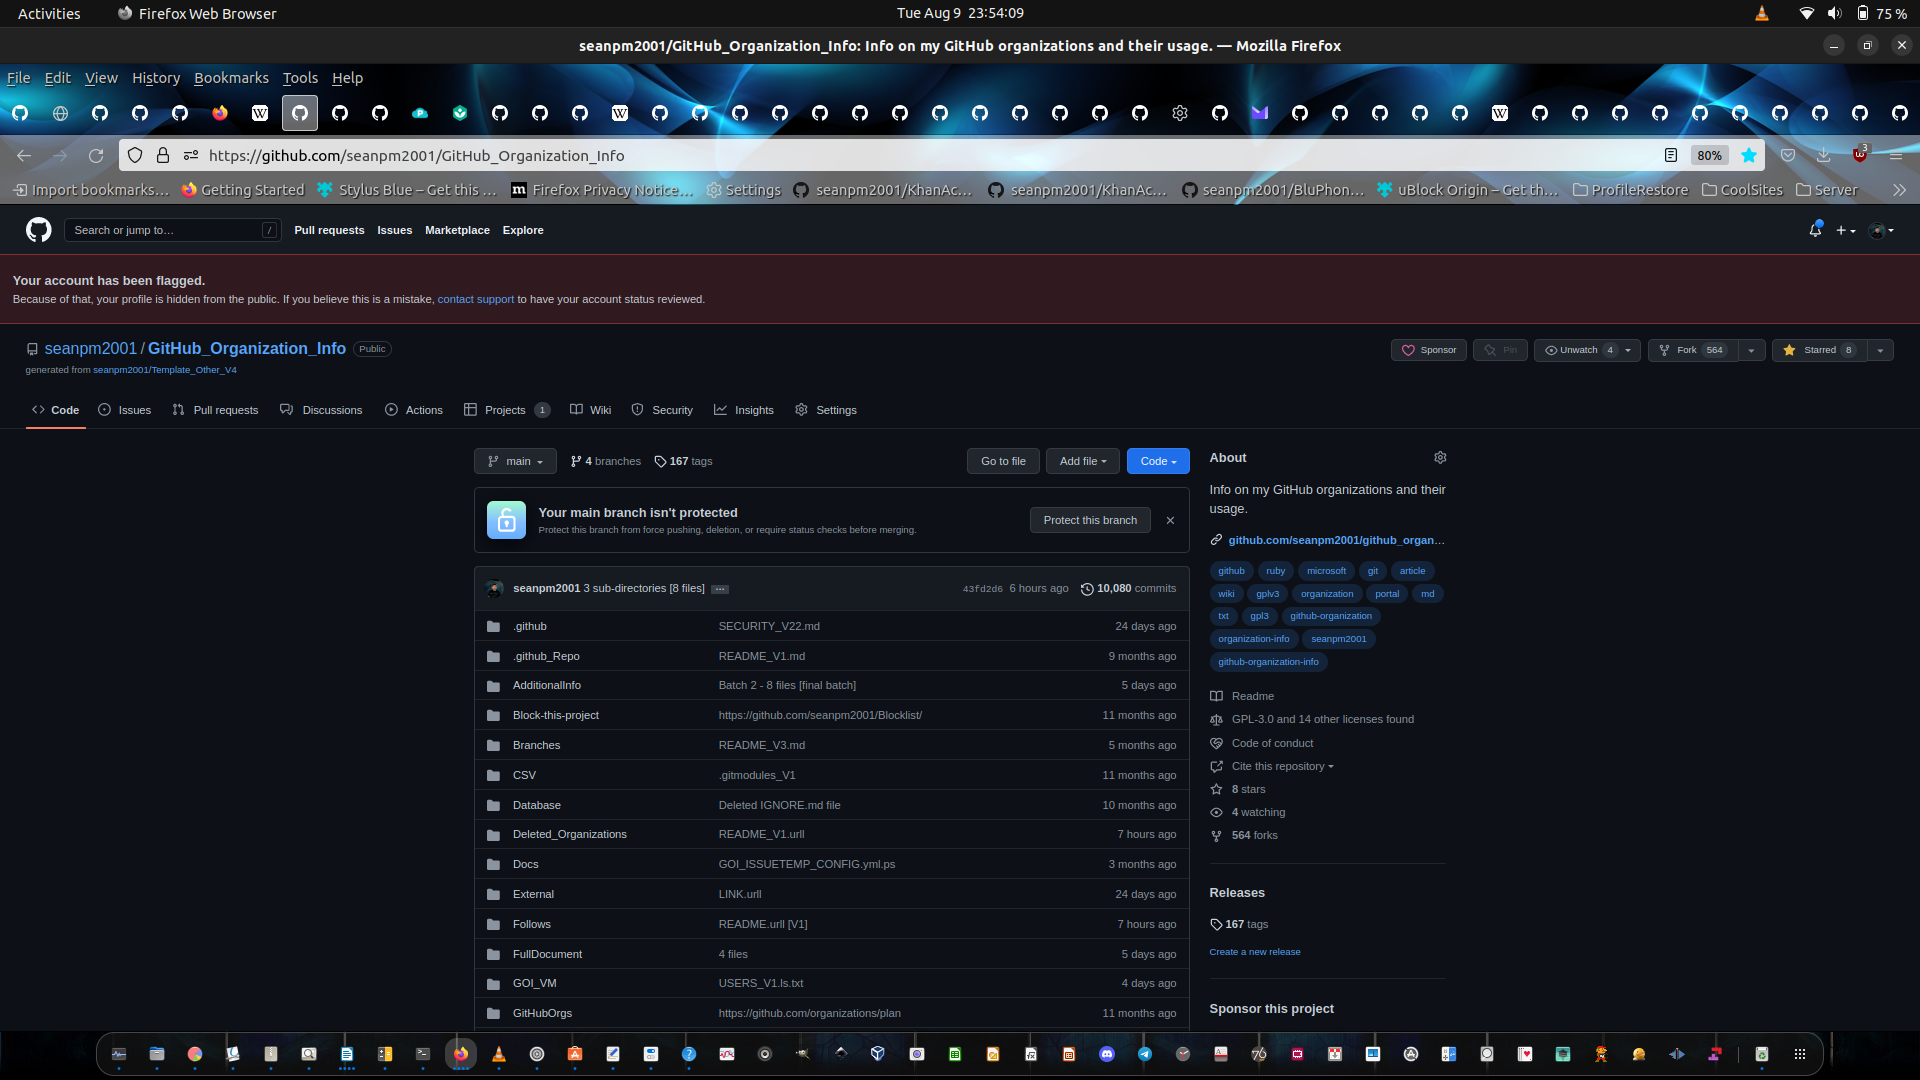 Activities
Firefox Web Browser
Tue Aug 9 23:54:09
75 %
seanpm2001/GitHub_Organization_Info: Info on my GitHub organizations and their usage. — Mozilla Firefox
File Edit View History Bookmarks Tools Help
https://github.com/seanpm2001/GitHub_Organization_Info
80%
3
Import bookmarks… Getting Started Stylus Blue – Get this … Firefox Privacy Notice… Settings seanpm2001/KhanAc… seanpm2001/KhanAc… seanpm2001/BluPhon… uBlock Origin – Get th… ProfileRestore CoolSites Server
Search or jump to… /
Pull requests Issues Marketplace Explore
Your account has been flagged.
Because of that, your profile is hidden from the public. If you believe this is a mistake, contact support to have your account status reviewed.
seanpm2001 / GitHub_Organization_Info Public
Sponsor Pin Unwatch 4 Fork 564 Starred 8
generated from seanpm2001/Template_Other_V4
Code Issues Pull requests Discussions Actions Projects 1 Wiki Security Insights Settings
main 4 branches 167 tags
Go to file Add file Code
Your main branch isn't protected
Protect this branch from force pushing, deletion, or require status checks before merging.
Protect this branch
seanpm2001 3 sub-directories [8 files] … 43fd2d6 6 hours ago 10,080 commits
.github SECURITY_V22.md 24 days ago
.github_Repo README_V1.md 9 months ago
AdditionalInfo Batch 2 - 8 files [final batch] 5 days ago
Block-this-project https://github.com/seanpm2001/Blocklist/ 11 months ago
Branches README_V3.md 5 months ago
CSV .gitmodules_V1 11 months ago
Database Deleted IGNORE.md file 10 months ago
Deleted_Organizations README_V1.urll 7 hours ago
Docs GOI_ISSUETEMP_CONFIG.yml.ps 3 months ago
External LINK.urll 24 days ago
Follows README.urll [V1] 7 hours ago
FullDocument 4 files 5 days ago
GOI_VM USERS_V1.ls.txt 4 days ago
GitHubOrgs https://github.com/organizations/plan 11 months ago
About
Info on my GitHub organizations and their
usage.
github.com/seanpm2001/github_organ…
github ruby microsoft git article
wiki gplv3 organization portal md
txt gpl3 github-organization
organization-info seanpm2001
github-organization-info
Readme
GPL-3.0 and 14 other licenses found
Code of conduct
Cite this repository
8 stars
4 watching
564 forks
Releases
167 tags
Create a new release
Sponsor this project